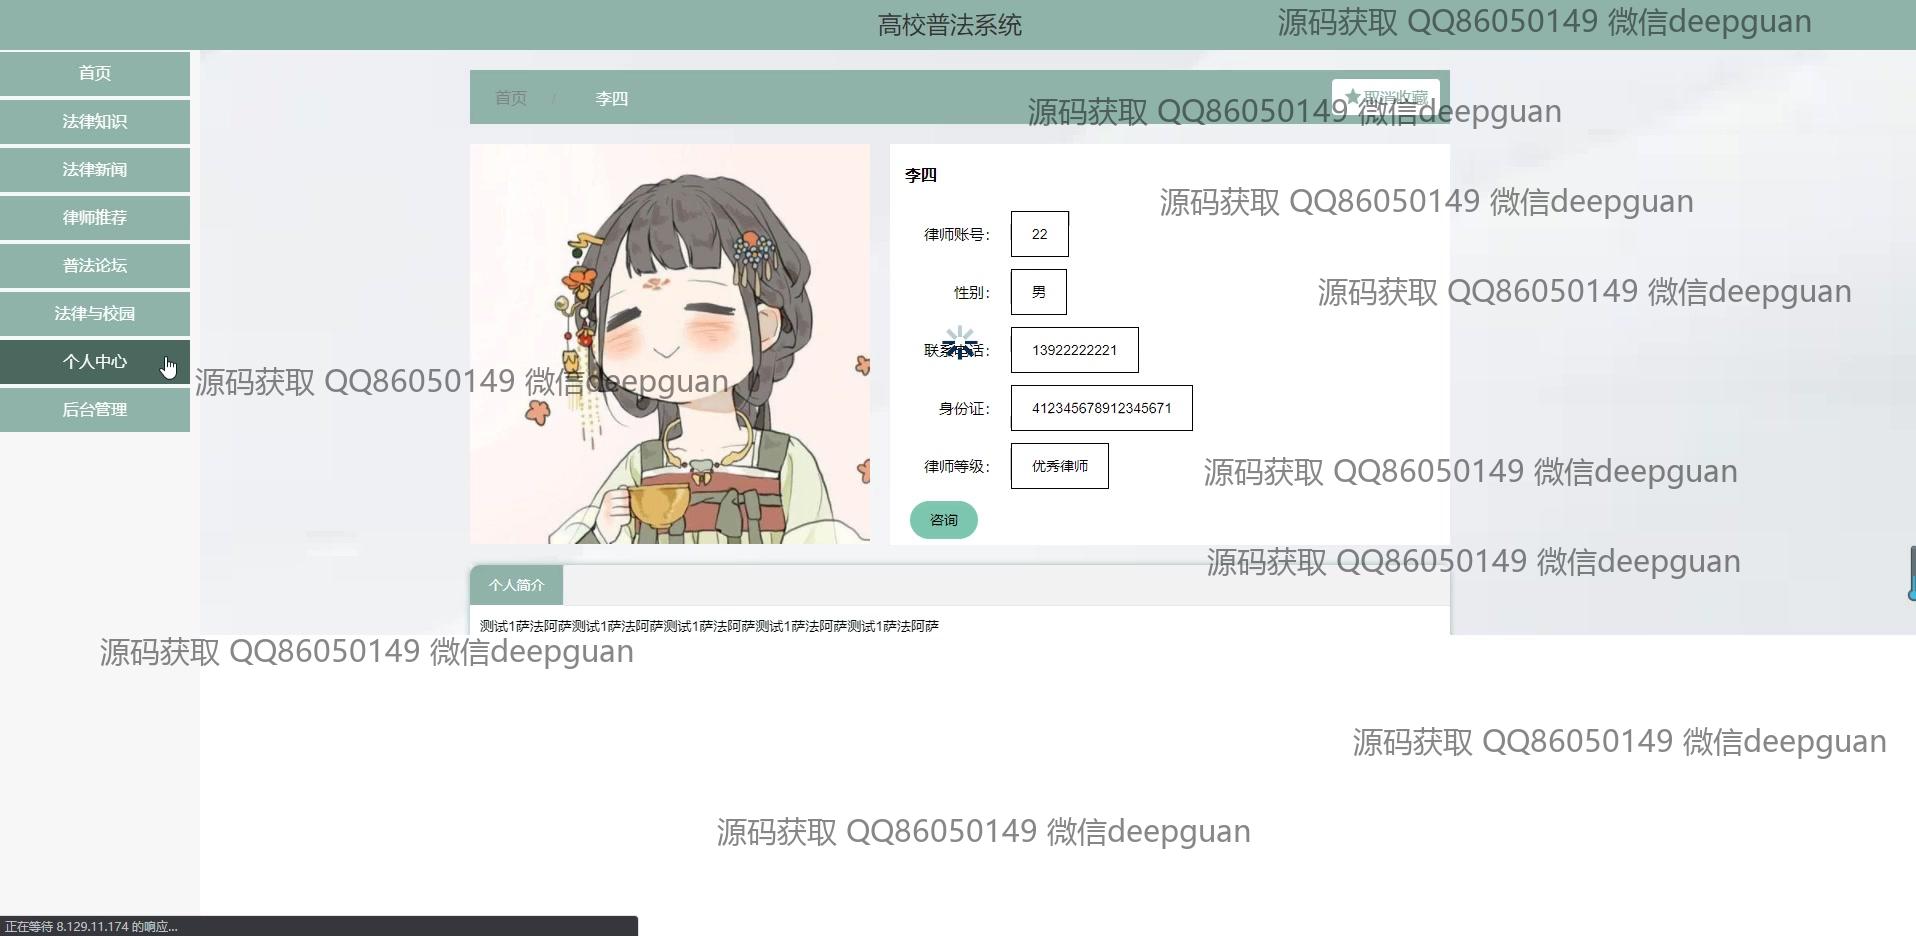 高校普法系统
源码获取 QQ86050149 微信deepguan
首页
法律知识
法律新闻
律师推荐
普法论坛
法律与校园
个人中心
后台管理
首页 / 李四
取消收藏
源码获取 QQ86050149 微信deepguan
李四
源码获取 QQ86050149 微信deepguan
律师账号： 22
性别： 男
源码获取 QQ86050149 微信deepguan
联系电话： 13922222221
源码获取 QQ86050149 微信deepguan
身份证： 412345678912345671
律师等级： 优秀律师
源码获取 QQ86050149 微信deepguan
咨询
源码获取 QQ86050149 微信deepguan
个人简介
测试1萨法阿萨测试1萨法阿萨测试1萨法阿萨测试1萨法阿萨测试1萨法阿萨
源码获取 QQ86050149 微信deepguan
源码获取 QQ86050149 微信deepguan
源码获取 QQ86050149 微信deepguan
正在等待 8.129.11.174 的响应...